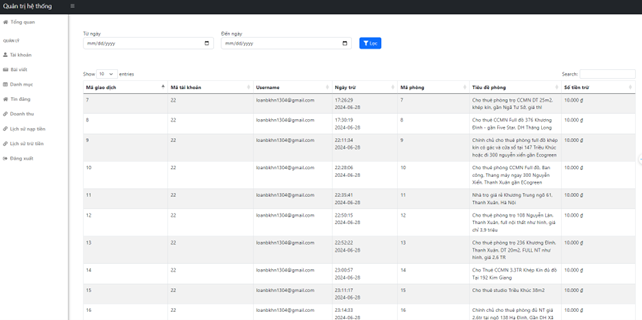 Quản trị hệ thống
Tổng quan
QUẢN LÝ
Tài khoản
Bài viết
Danh mục
Tin đăng
Doanh thu
Lịch sử nạp tiền
Lịch sử trừ tiền
Đăng xuất
Từ ngày
Đến ngày
mm/dd/yyyy
mm/dd/yyyy
Lọc
Show 10 entries
Search:
Mã giao dịch Mã tài khoản Username Ngày trừ Mã phòng Tiêu đề phòng Số tiền trừ
7 22 toanbkhn1304@gmail.com 17:26:29 7 Cho thuê phòng trọ CCMN DT 25m2, 10.000 ₫
2024-06-28 khép kín, gần Ngã Tư Sở, giá thỉ
8 22 toanbkhn1304@gmail.com 17:30:19 8 Cho thuê CCMN Full đồ 376 Khương 10.000 ₫
2024-06-28 Đình – gần Five Star, DH Thăng Long
9 22 toanbkhn1304@gmail.com 22:11:34 9 Chính chủ cho thuê phòng full đồ khép 10.000 ₫
2024-06-28 kín có gác và cửa sổ tại 147 Triều Khúc
hoặc đi 300 nguyễn xiển gần Ecogreen
10 22 toanbkhn1304@gmail.com 22:28:06 10 Cho thuê phòng CCMN Full đồ, Ban 10.000 ₫
2024-06-28 công, Thang máy ngay 300 Nguyễn
Xiển, Thanh Xuân gần ECogreen
11 22 toanbkhn1304@gmail.com 22:35:41 11 Nhà trọ giá rẻ Khương Trung ngõ 61, 10.000 ₫
2024-06-28 Thanh Xuân, Hà Nội
12 22 toanbkhn1304@gmail.com 22:50:15 12 Cho thuê phòng trọ 108 Nguyễn Lân, 10.000 ₫
2024-06-28 Thanh Xuân, full nội thất như hình, giá
chỉ 3.9 triệu
13 22 toanbkhn1304@gmail.com 22:52:22 13 Cho thuê phòng trọ 236 Khương Đình, 10.000 ₫
2024-06-28 Thanh Xuân, DT 20m2, FULL NT như
hình, giá 2,6 TR
14 22 toanbkhn1304@gmail.com 23:00:57 14 Cho Thuê CCMN 3.3TR Khép Kín đủ đồ 10.000 ₫
2024-06-28 Tại 192 Kim Giang
15 22 toanbkhn1304@gmail.com 23:11:17 15 Cho thuê studio Triều Khúc 38m2 10.000 ₫
2024-06-28
16 22 toanbkhn1304@gmail.com 23:14:33 16 Chính chủ cho thuê phòng đủ NT giá 10.000 ₫
2024-06-28 2.6tr tại ngõ 130 Hạ Đình, Gần DH Xã